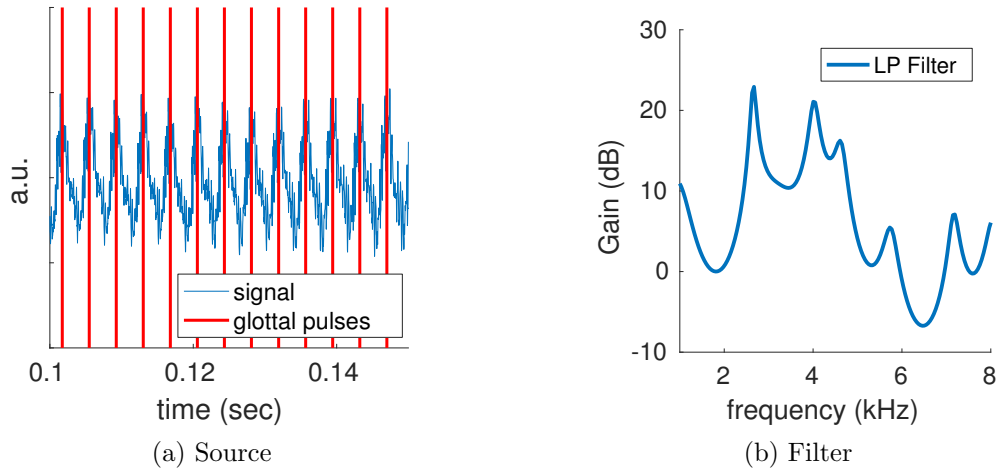 a.u.
signal
glottal pulses
0.1
0.12
0.14
time (sec)
(a) Source
30
20
10
0
-10
Gain (dB)
LP Filter
2
4
6
8
frequency (kHz)
(b) Filter